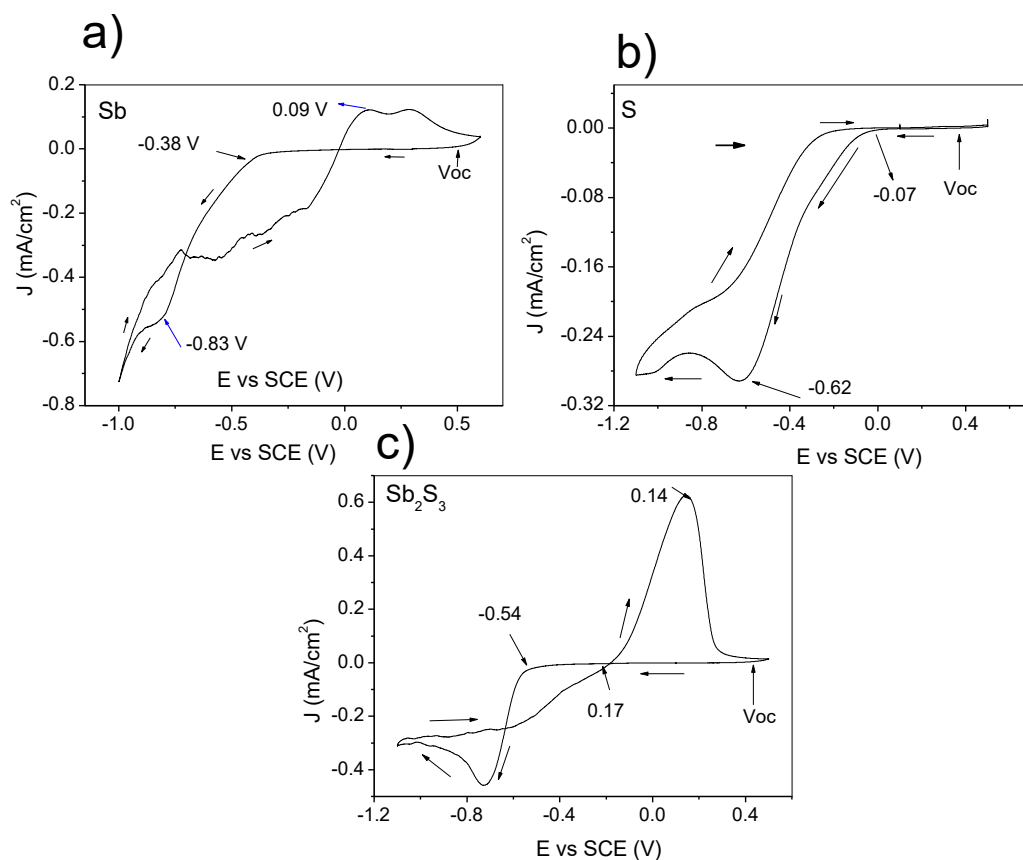 a)
Sb
0.09 V
-0.38 V
Voc
-0.83 V
E vs SCE (V)
J (mA/cm2)
0.2
0.0
-0.2
-0.4
-0.6
-0.8
-1.0
-0.5
0.0
0.5
E vs SCE (V)
b)
S
Voc
-0.07
-0.62
J (mA/cm2)
0.00
-0.08
-0.16
-0.24
-0.32
-1.2
-0.8
-0.4
0.0
0.4
E vs SCE (V)
c)
Sb2S3
0.14
-0.54
0.17
Voc
J (mA/cm2)
0.6
0.4
0.2
0.0
-0.2
-0.4
-1.2
-0.8
-0.4
0.0
0.4
E vs SCE (V)